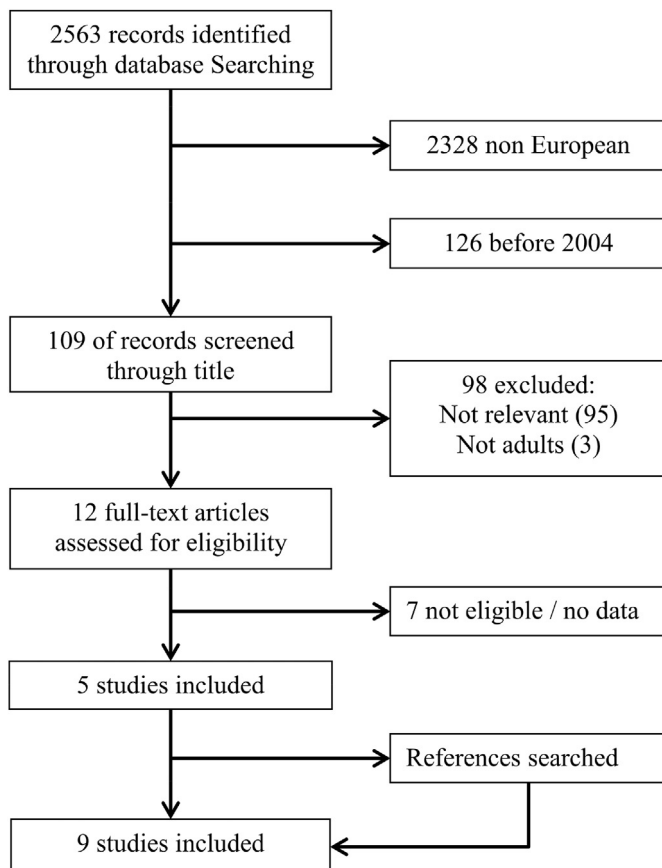 2563 records identified
through database Searching
2328 non European
126 before 2004
109 of records screened
through title
98 excluded:
Not relevant (95)
Not adults (3)
12 full-text articles
assessed for eligibility
7 not eligible / no data
5 studies included
References searched
9 studies included